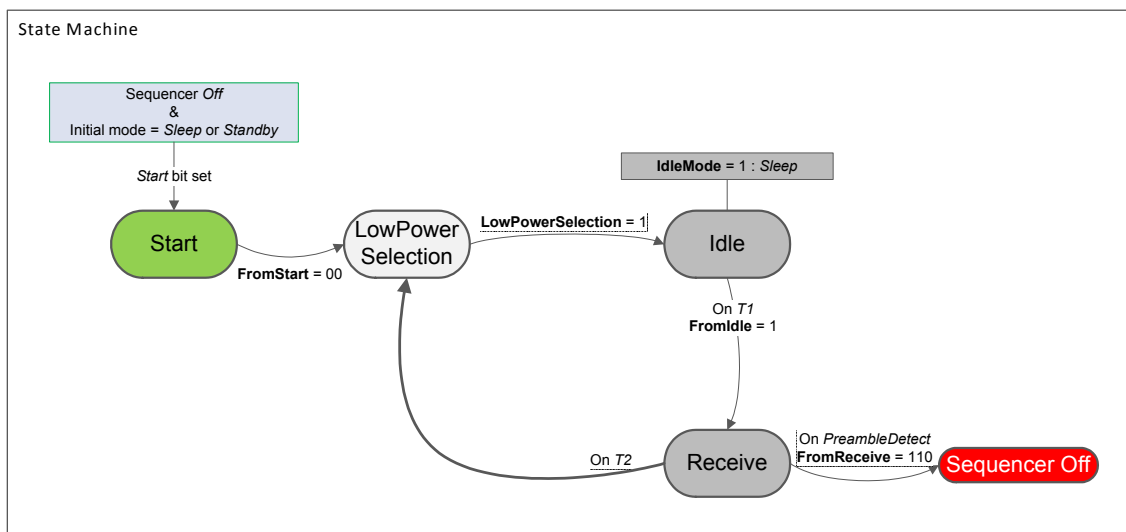 State Machine
Sequencer Off
&
Initial mode = Sleep or Standby
Start bit set
IdleMode = 1 : Sleep
Start
FromStart = 00
LowPower
Selection
LowPowerSelection = 1
Idle
On T1
FromIdle = 1
On T2
Receive
On PreambleDetect
FromReceive = 110
Sequencer Off